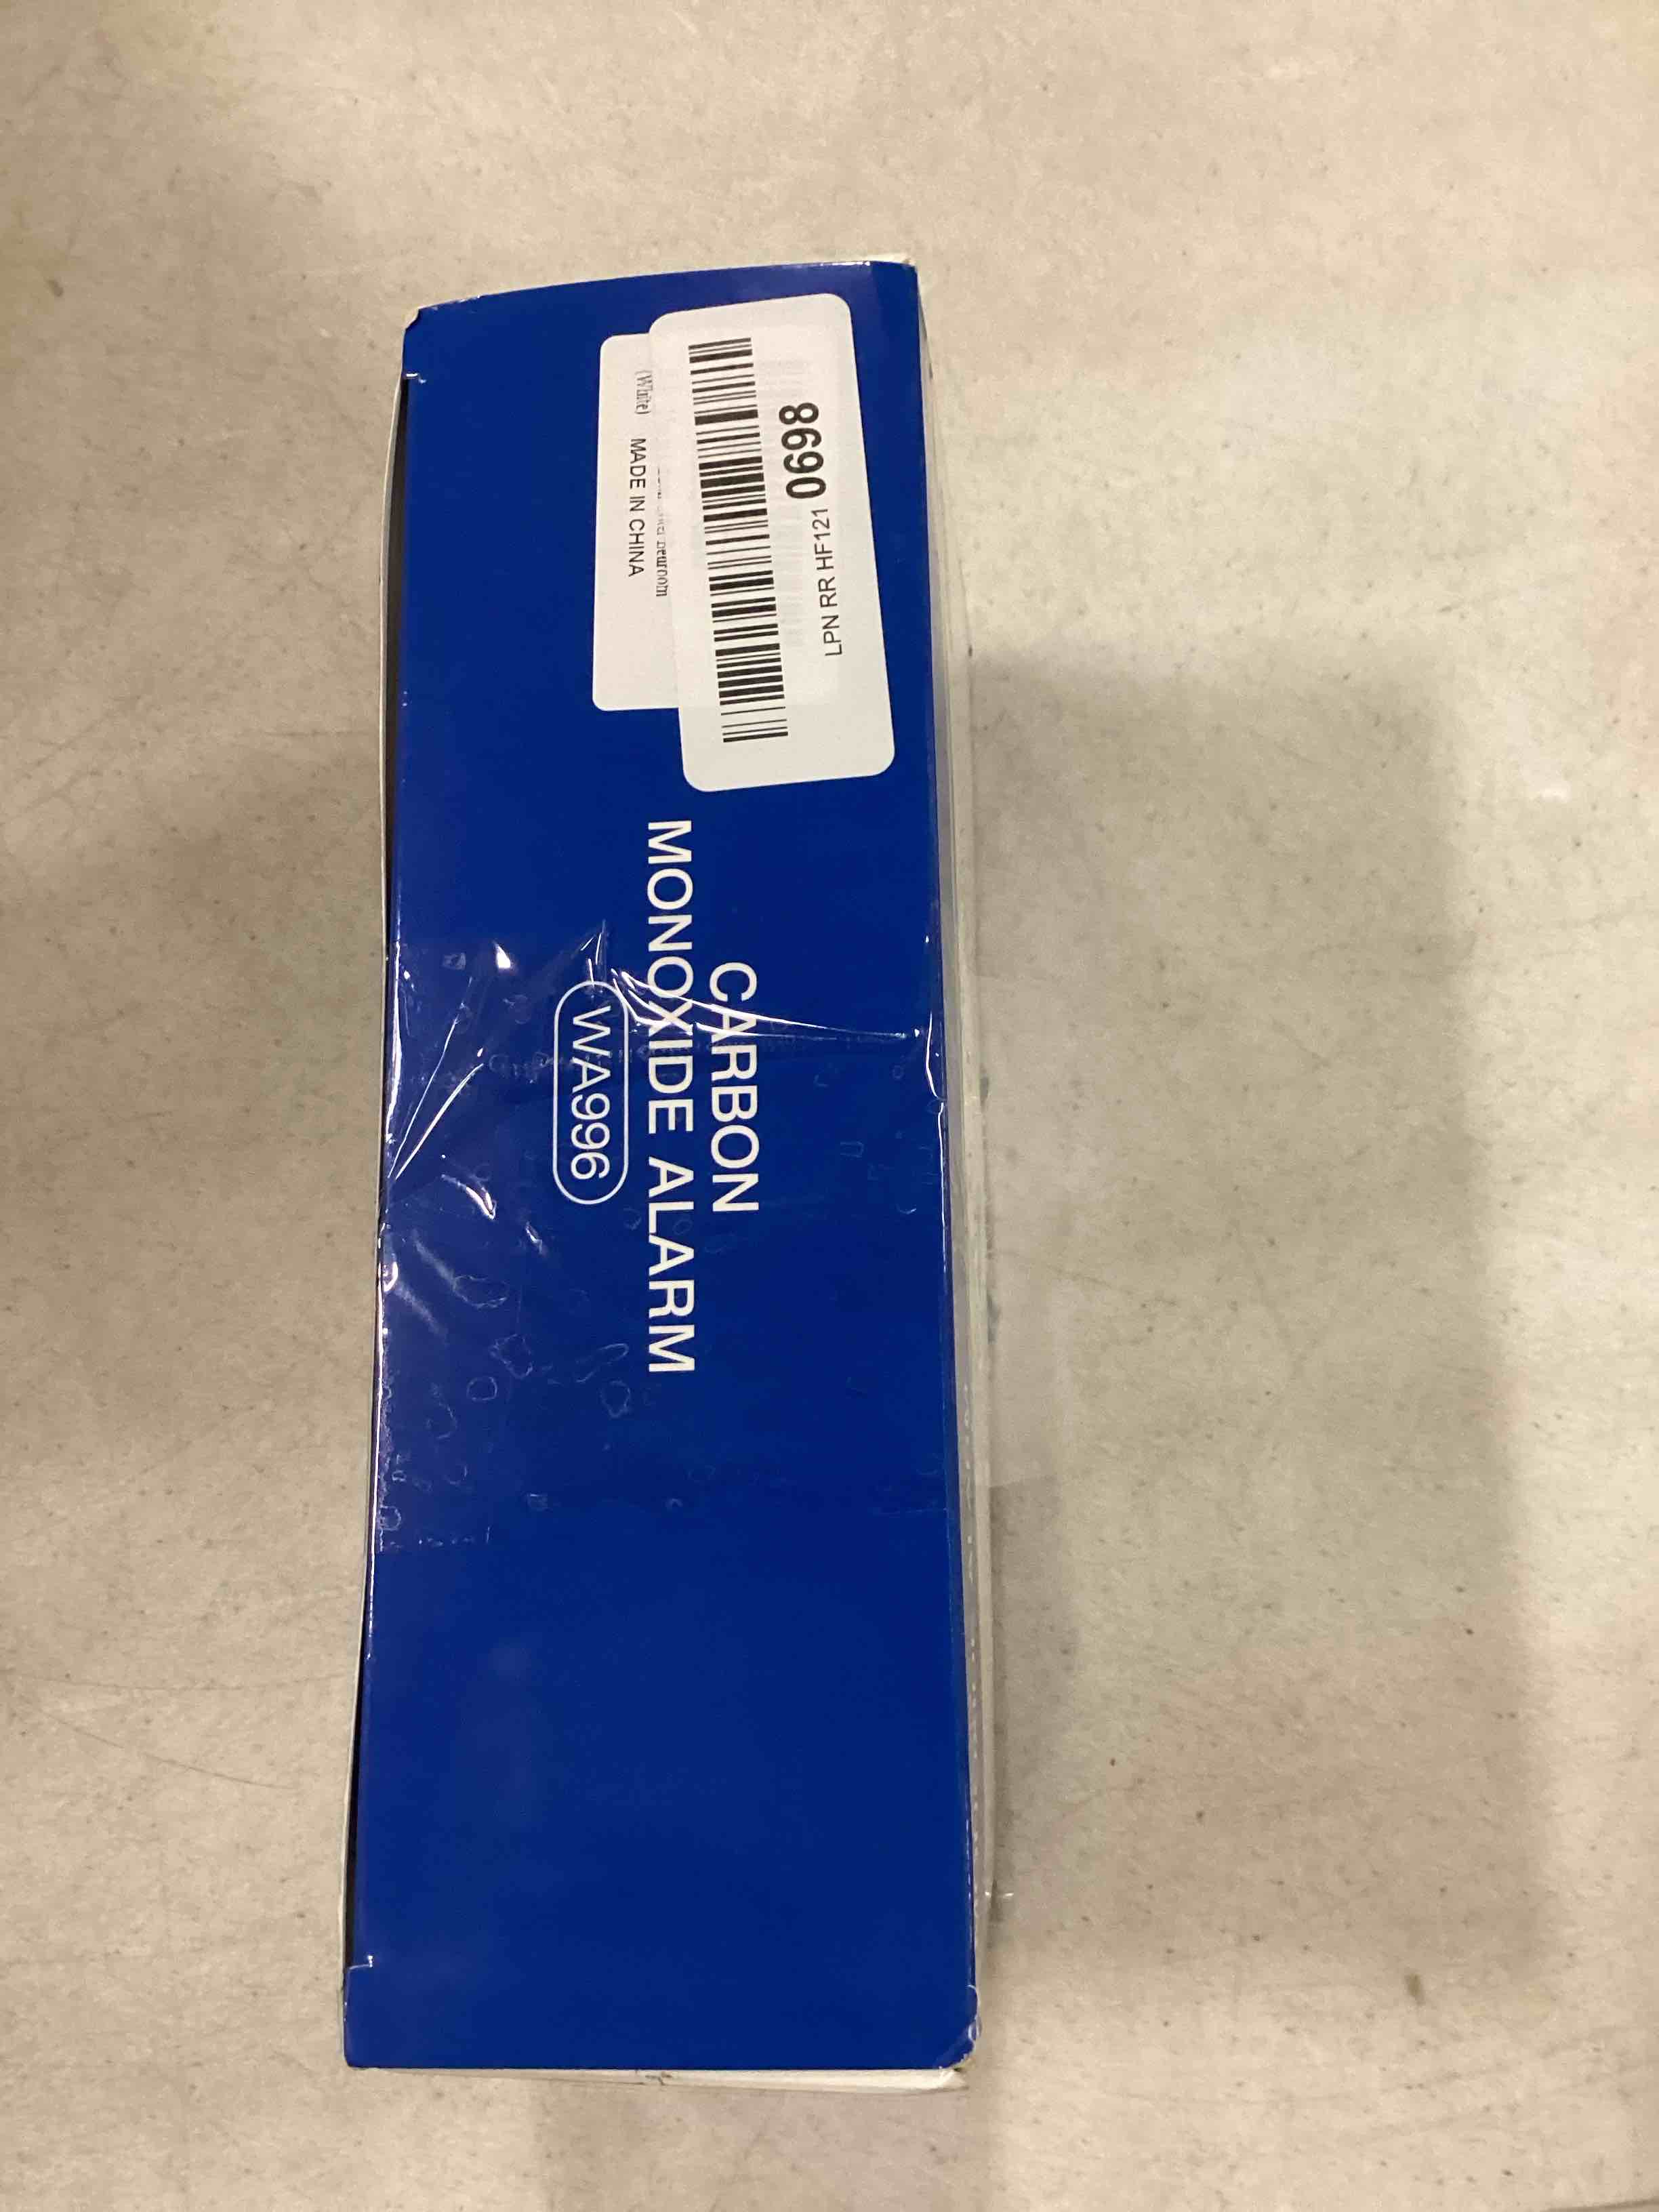 LPN RR HF121 0698
(White)
MADE IN CHINA
CARBON
MONOXIDE ALARM
WA996